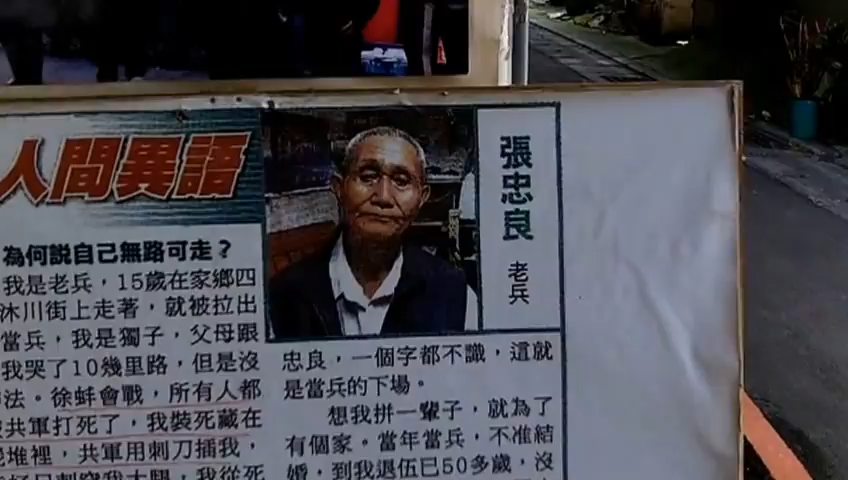 人間異語
張忠良
老兵
為何說自己無路可走？
我是老兵，15歲在家鄉四
沐川街上走著，就被拉出
當兵，我是獨子，父母跟
我哭了10幾里路，但是沒
法。徐蚌會戰，所有人都
共軍打死了，我裝死藏在
堆裡，共軍用刺刀插我，
我從死
忠良，一個字都不識，這就
是當兵的下場。
想我拼一輩子，就為了
有個家。當年當兵，不准結
婚，到我退伍已50多歲，沒